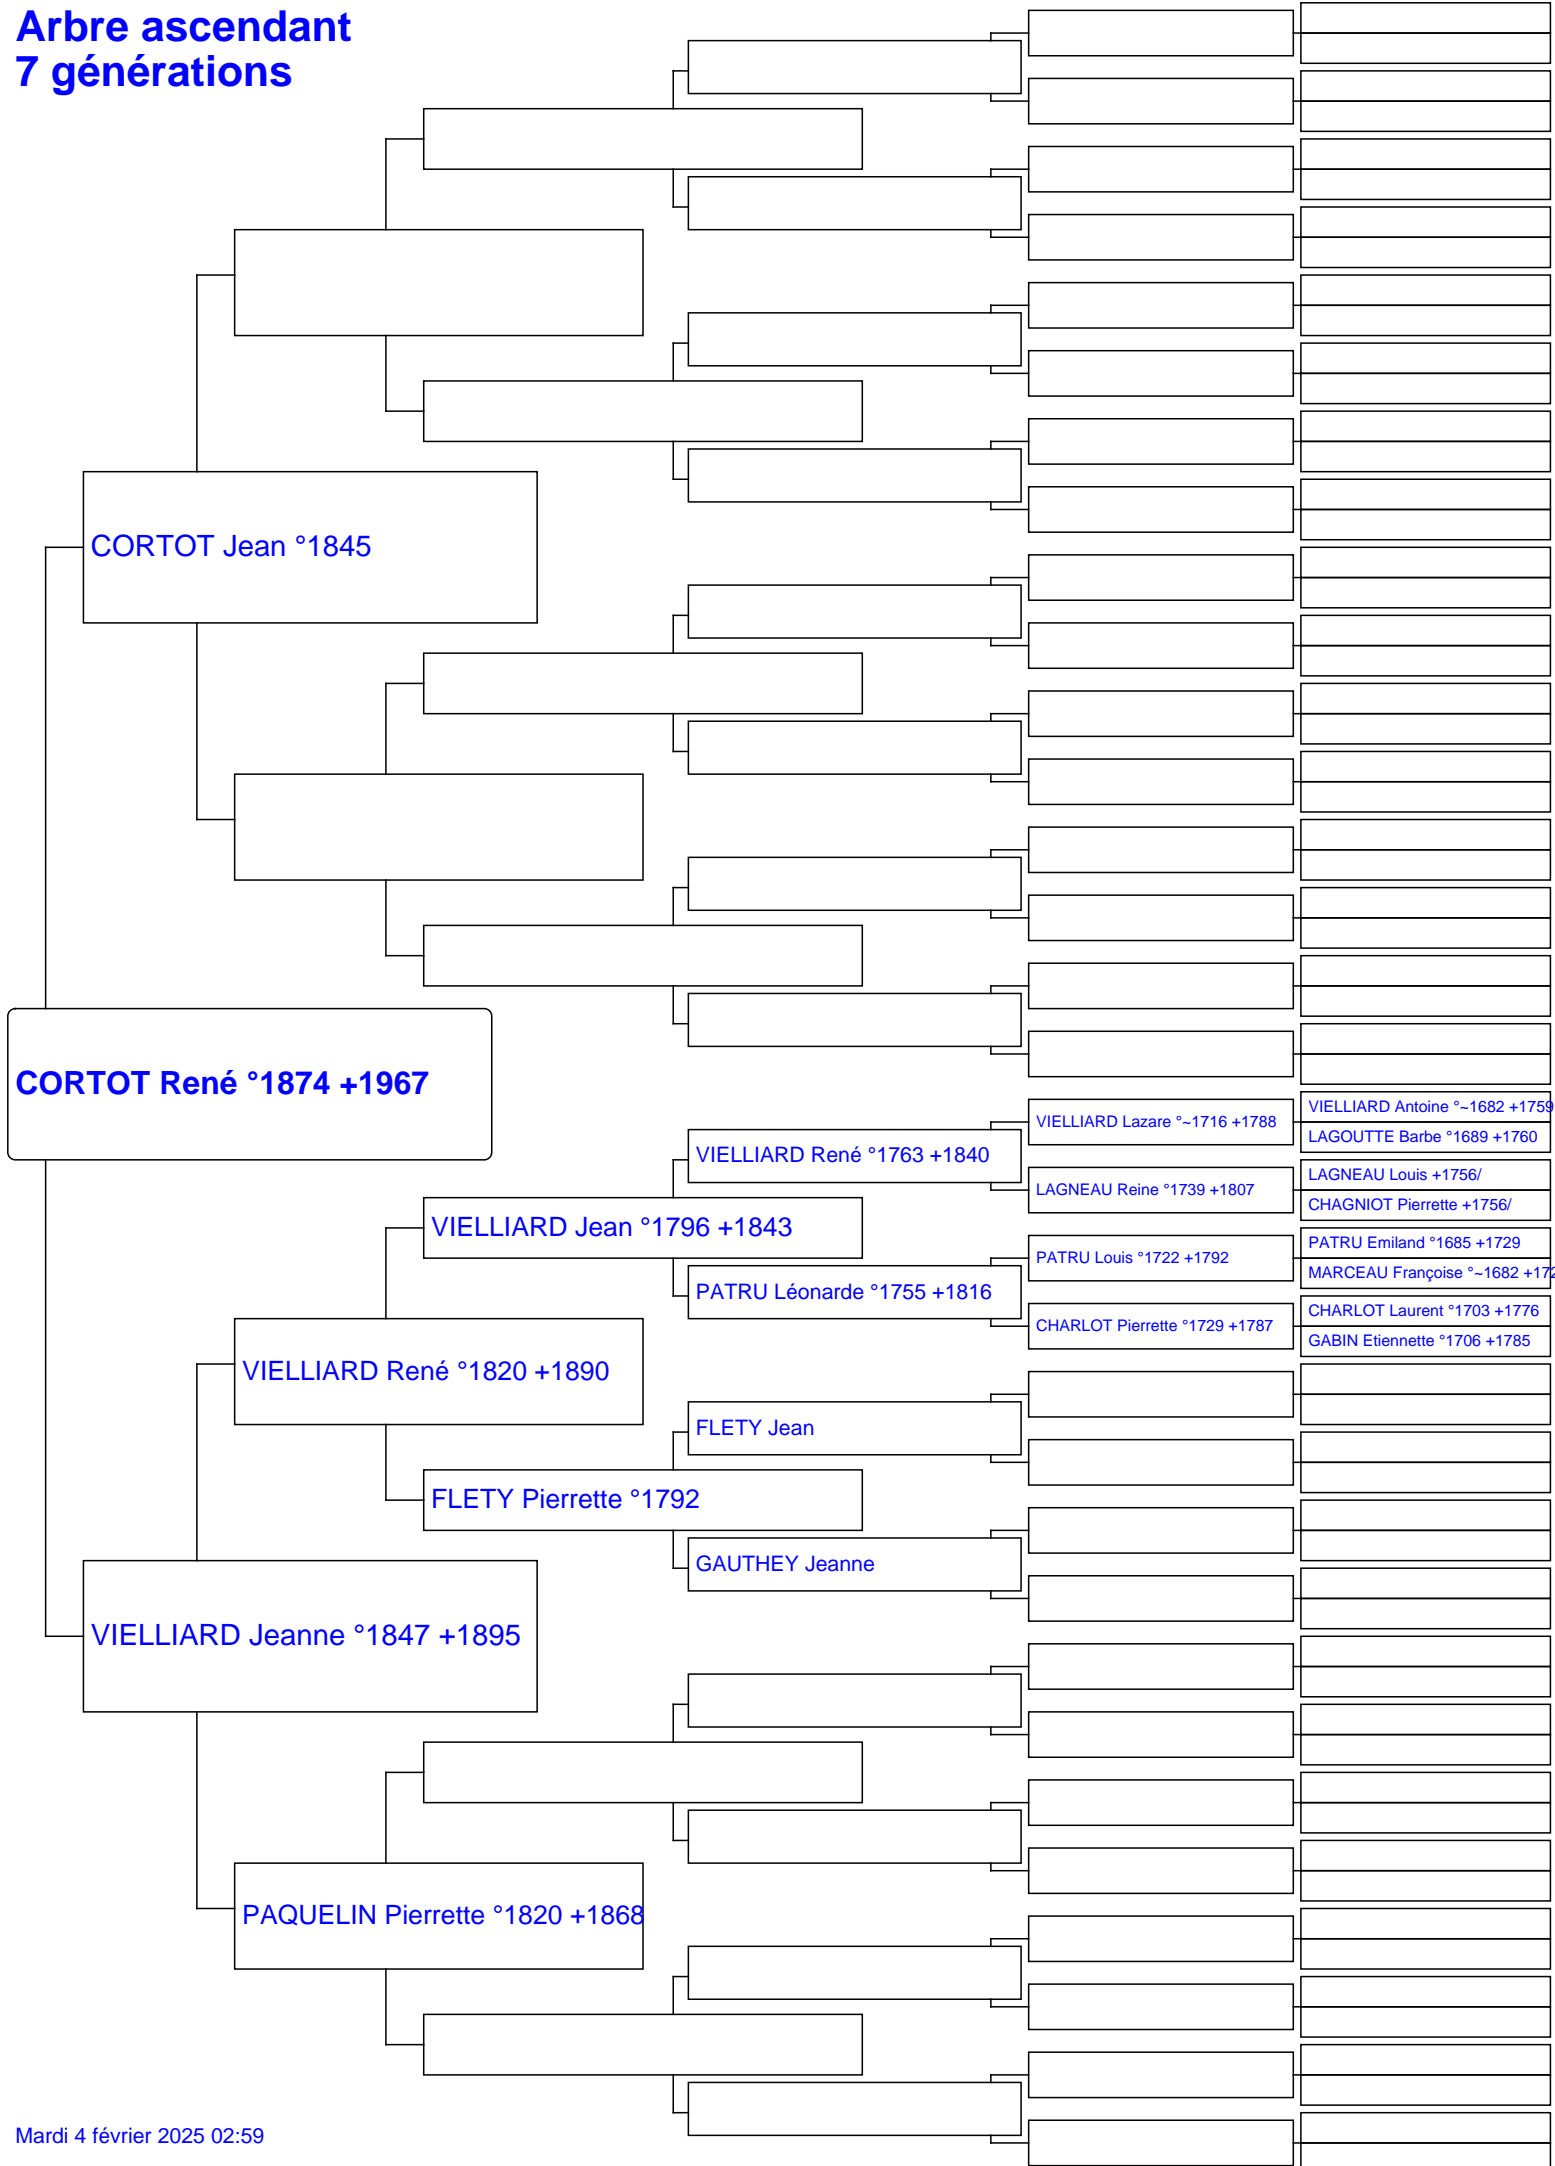 Arbre ascendant
7 générations
CORTOT Jean °1845
CORTOT René °1874 +1967
VIELLIARD Antoine °~1682 +1759
VIELLIARD Lazare °~1716 +1788
LAGOUTTE Barbe °1689 +1760
VIELLIARD René °1763 +1840
LAGNEAU Louis +1756/
LAGNEAU Reine °1739 +1807
CHAGNIOT Pierrette +1756/
VIELLIARD Jean °1796 +1843
PATRU Emiland °1685 +1729
PATRU Louis °1722 +1792
MARCEAU Françoise °~1682 +172
PATRU Léonarde °1755 +1816
CHARLOT Laurent °1703 +1776
CHARLOT Pierrette °1729 +1787
GABIN Etiennette °1706 +1785
VIELLIARD René °1820 +1890
FLETY Jean
FLETY Pierrette °1792
GAUTHEY Jeanne
VIELLIARD Jeanne °1847 +1895
PAQUELIN Pierrette °1820 +1868
Mardi 4 février 2025 02:59